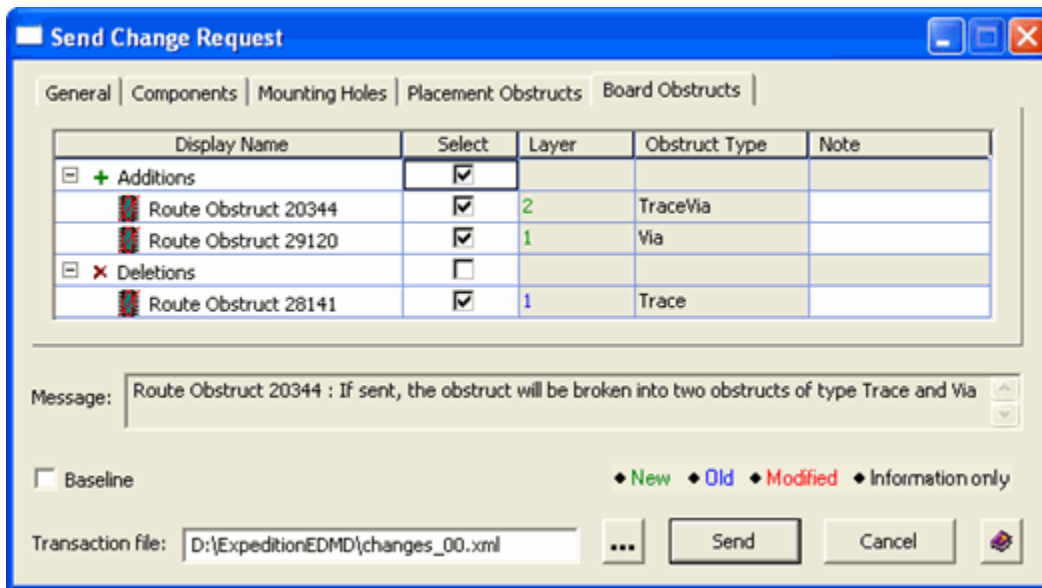 Send Change Request
General Components Mounting Holes Placement Obstructs Board Obstructs
Display Name Select Layer Obstruct Type Note
Additions
Route Obstruct 20344 2 TraceVia
Route Obstruct 29120 1 Via
Deletions
Route Obstruct 28141 1 Trace
Message: Route Obstruct 20344 : If sent, the obstruct will be broken into two obstructs of type Trace and Via
Baseline ◆ New ◆ Old ◆ Modified ◆ Information only
Transaction file: D:\ExpeditionEDMD\changes_00.xml ... Send Cancel